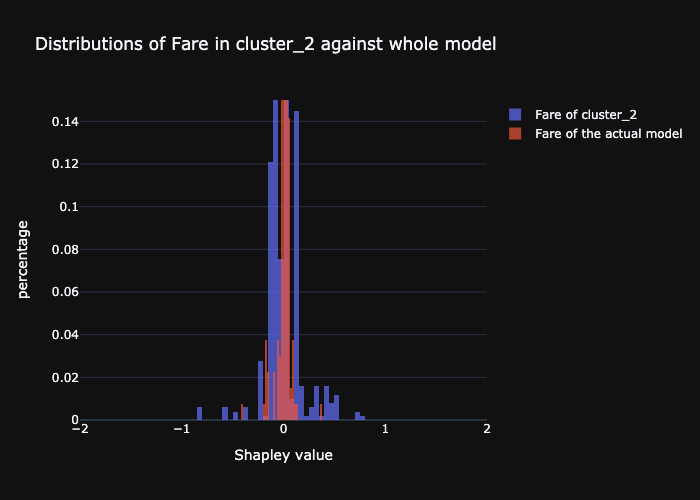 Distributions of Fare in cluster_2 against whole model
Fare of cluster_2
Fare of the actual model
percentage
0.14
0.12
0.1
0.08
0.06
0.04
0.02
0
−2
−1
0
1
2
Shapley value